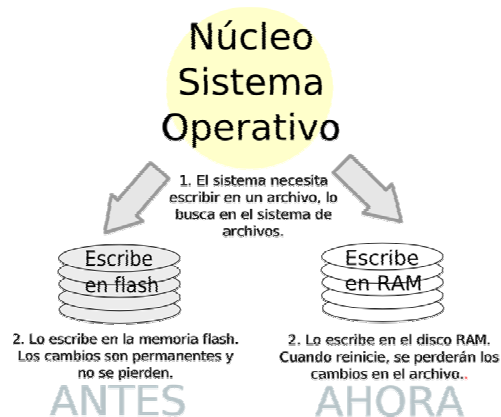 Núcleo
Sistema
Operativo
1. El sistema necesita
escribir en un archivo, lo
busca en el sistema de
archivos.
Escribe
en flash
2. Lo escribe en la memoria flash.
Los cambios son permanentes y
no se pierden.
ANTES
Escribe
en RAM
2. Lo escribe en el disco RAM.
Cuando reinicie, se perderán los
cambios en el archivo..
AHORA